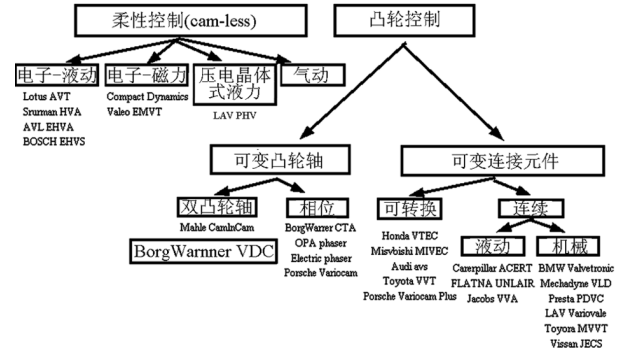 柔性控制(cam-less)
凸轮控制
电子-液动
电子-磁力
压电晶体
式液力
气动
Lotus AVT
Srurman HVA
AVL EHVA
BOSCH EHVS
Compact Dynamics
Valeo EMVT
LAV PHV
可变凸轮轴
可变连接元件
双凸轮轴
相位
可转换
连续
Mahle CamInCam
BorgWarnner VDC
BorgWarrer CTA
OPA phaser
Electric phaser
Porsche Variocam
Honda VTEC
Misvbishi MIVEC
Audi avs
Toyota VVT
Porsche Variocam Plus
液动
机械
Carerpillar ACERT
FLATNA UNLAIR
Jacobs VVA
BMW Valvetronic
Mechadyne VLD
Presta PDVC
LAV Variovale
Toyora MVVT
Vissan JECS